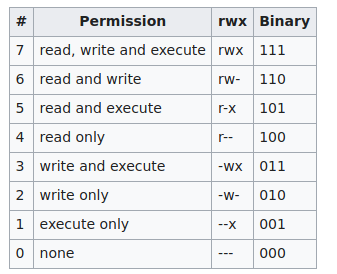 # Permission rwx Binary
7 read, write and execute rwx 111
6 read and write rw- 110
5 read and execute r-x 101
4 read only r-- 100
3 write and execute -wx 011
2 write only -w- 010
1 execute only --x 001
0 none --- 000